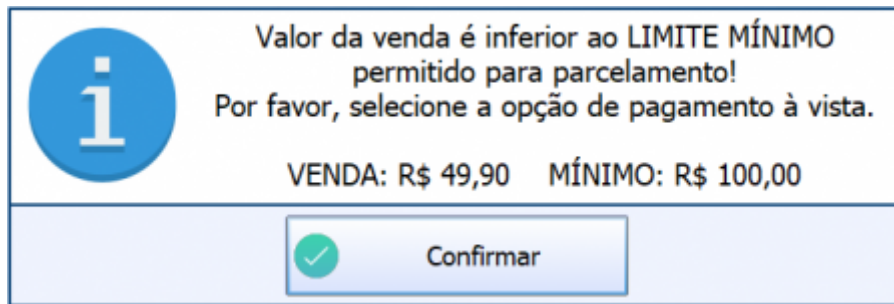 Valor da venda é inferior ao LIMITE MÍNIMO
permitido para parcelamento!
Por favor, selecione a opção de pagamento à vista.
VENDA: R$ 49,90 MÍNIMO: R$ 100,00
Confirmar